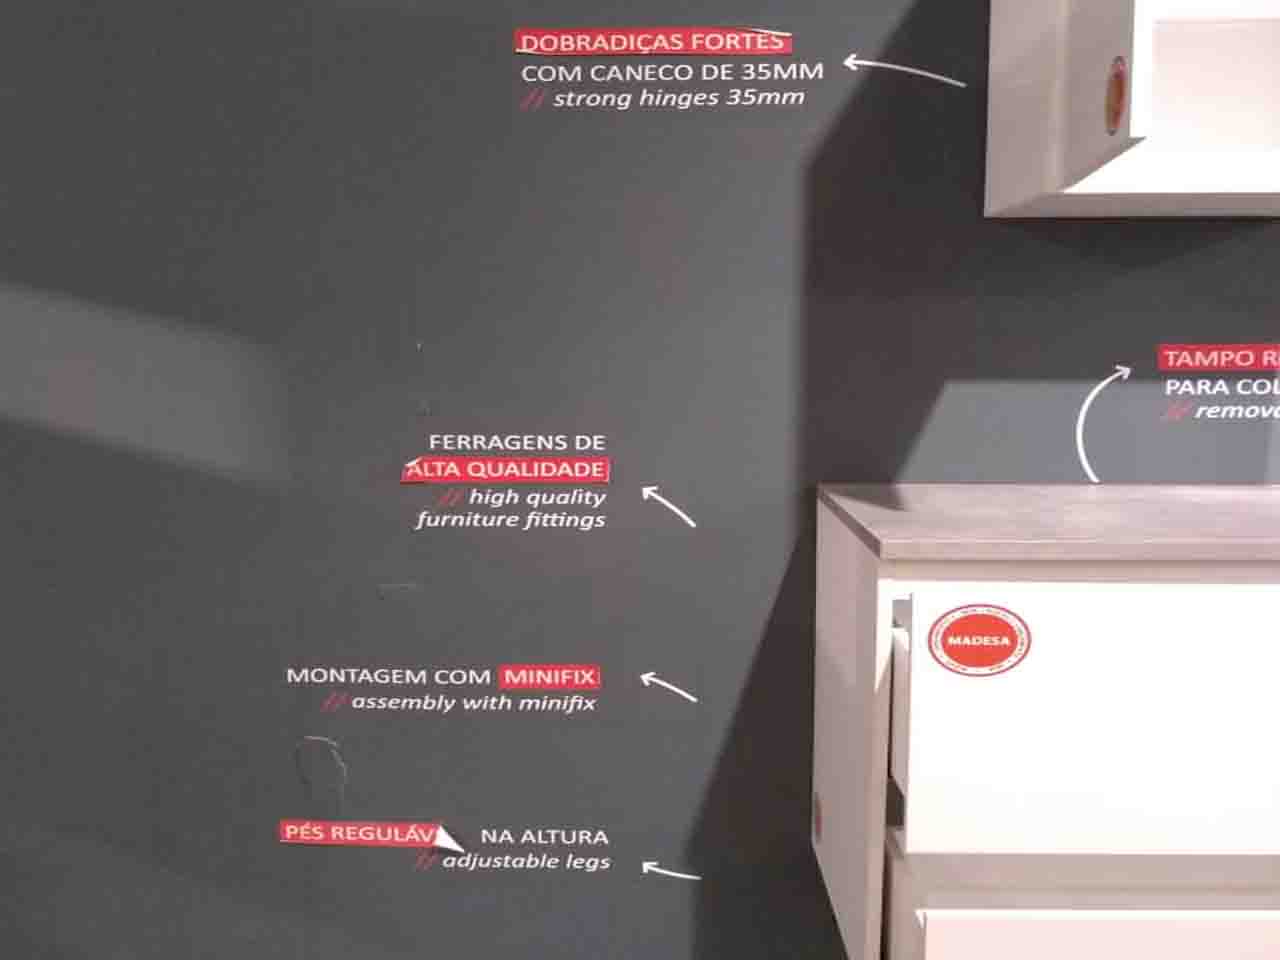 DOBRADIÇAS FORTES
COM CANECO DE 35MM
// strong hinges 35mm
TAMPO R
PARA COL
// remov
FERRAGENS DE
ALTA QUALIDADE
// high quality
furniture fittings
MADESA
MONTAGEM COM MINIFIX
// assembly with minifix
PÉS REGULÁV NA ALTURA
// adjustable legs